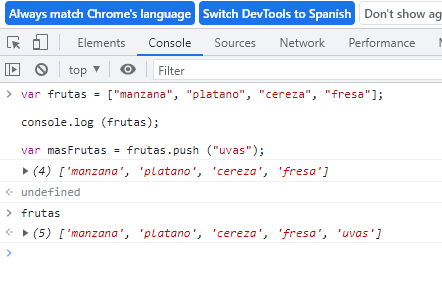 Always match Chrome's language Switch DevTools to Spanish Don't show ag
Elements Console Sources Network Performance
top ▼ Filter
> var frutas = ["manzana", "platano", "cereza", "fresa"];
console.log (frutas);
var masFrutas = frutas.push ("uvas");
▶ (4) ['manzana', 'platano', 'cereza', 'fresa']
undefined
> frutas
▶ (5) ['manzana', 'platano', 'cereza', 'fresa', 'uvas']
>